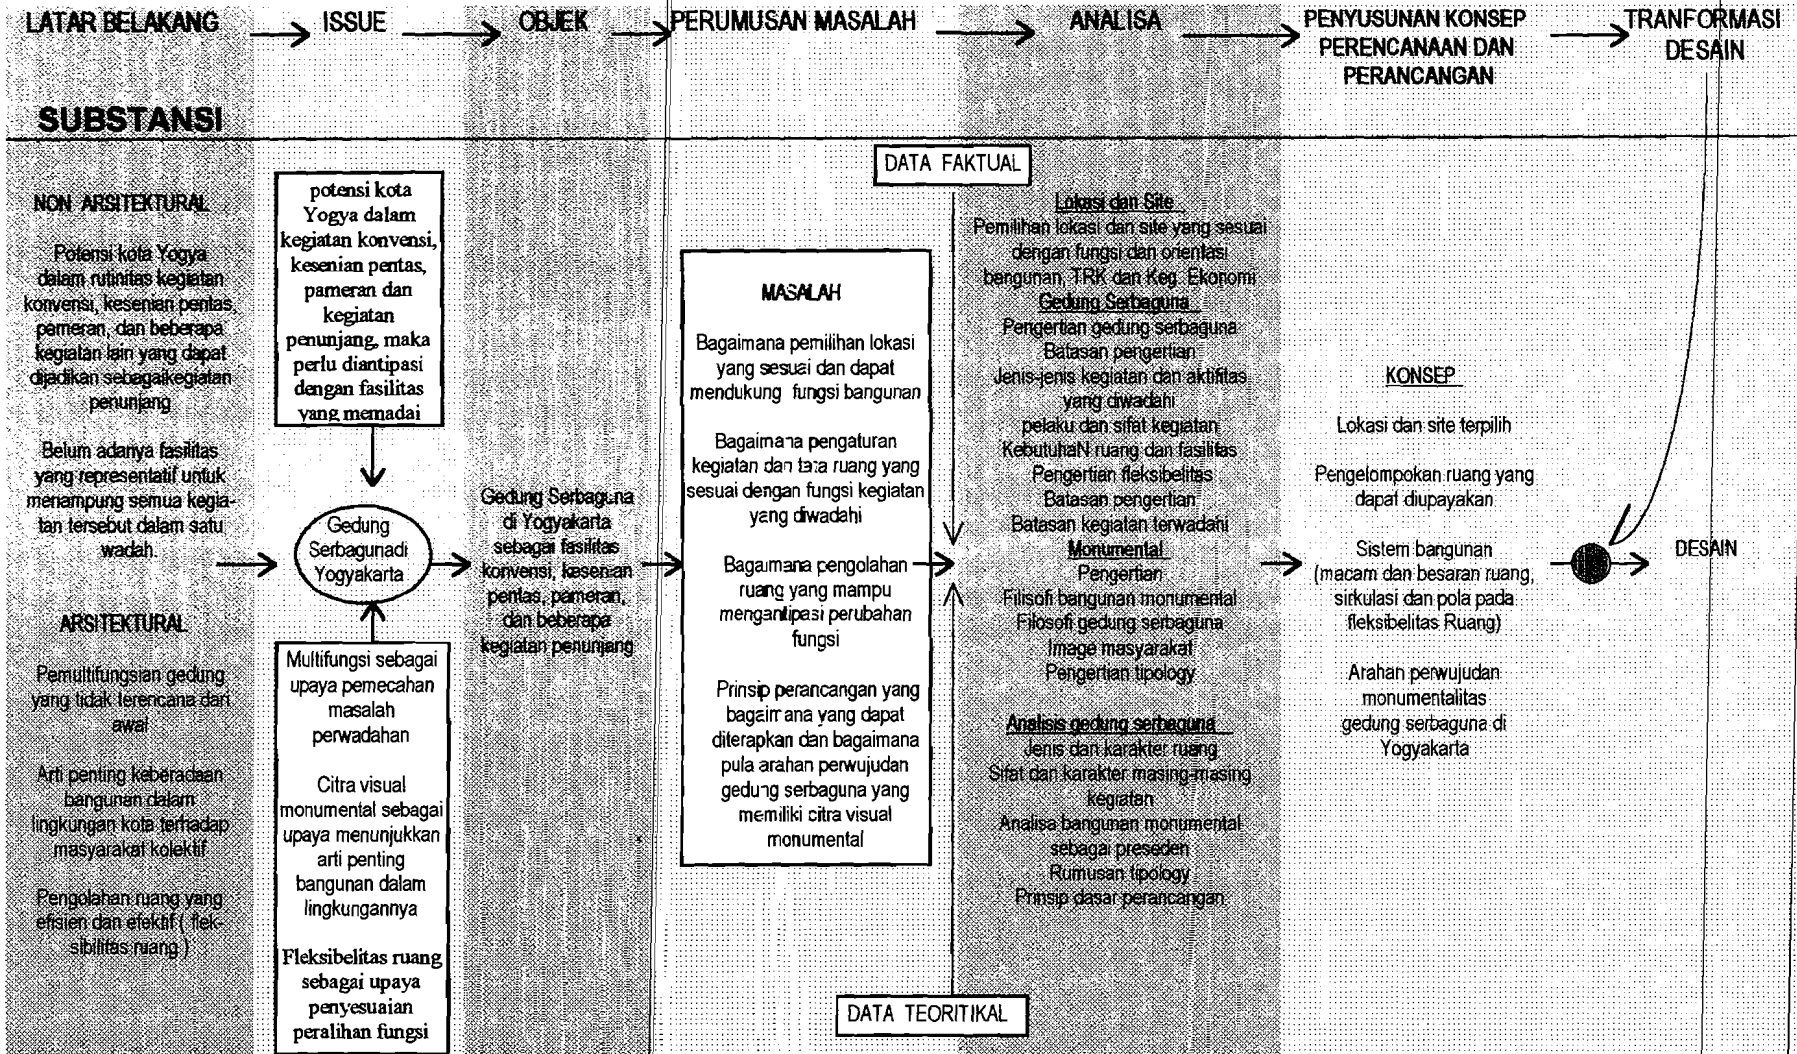 LATAR BELAKANG
ISSUE
OBJEK
PERUMUSAN MASALAH
ANALISA
PENYUSUNAN KONSEP
PERENCANAAN DAN
PERANCANGAN
TRANFORMASI
DESAIN
SUBSTANSI
NON ARSITEKTURAL
Potensi kota Yogya
dalam rutinitas kegiatan
konvensi, kesenian pentas,
pameran, dan beberapa
kegiatan lain yang dapat
dijadikan sebagaikegiatan
penunjang
Belum adanya fasilitas
yang representatif untuk
menampung semua kegia-
tan tersebut dalam satu
wadah.
ARSITEKTURAL
Pemultifungsian gedung
yang tidak terencana dari
awal
Arti penting keberadaan
bangunan dalam
lingkungan kota terhadap
masyarakat kolektif
Pengolahan ruang yang
efisien dan efektif ( flek-
sibilitas ruang )
potensi kota
Yogya dalam
kegiatan konvensi,
kesenian pentas,
pameran dan
kegiatan
penunjang, maka
perlu diantipasi
dengan fasilitas
yang memadai
Gedung
Serbagunadi
Yogyakarta
Multifungsi sebagai
upaya pemecahan
masalah
perwadahan
Citra visual
monumental sebagai
upaya menunjukkan
arti penting
bangunan dalam
lingkungannya
Fleksibelitas ruang
sebagai upaya
penyesuaian
peralihan fungsi
Gedung Serbaguna
di Yogyakarta
sebagai fasilitas
konvensi, kesenian
pentas, pameran,
dan beberapa
kegiatan penunjang
MASALAH
Bagaimana pemilihan lokasi
yang sesuai dan dapat
mendukung fungsi bangunan
Bagaimana pengaturan
kegiatan dan tata ruang yang
sesuai dengan fungsi kegiatan
yang diwadahi
Bagaimana pengolahan
ruang yang mampu
mengantipasi perubahan
fungsi
Prinsip perancangan yang
bagaimana yang dapat
diterapkan dan bagaimana
pula arahan perwujudan
gedung serbaguna yang
memiliki citra visual
monumental
DATA FAKTUAL
DATA TEORITIKAL
Lokasi dan Site
Pemilihan lokasi dan site yang sesuai
dengan fungsi dan orientasi
bangunan, TRK dan Keg. Ekonomi
Gedung Serbaguna
Pengertian gedung serbaguna
Batasan pengertian
Jenis-jenis kegiatan dan aktifitas
yang diwadahi
pelaku dan sifat kegiatan
KebutuhaN ruang dan fasilitas
Pengertian fleksibelitas
Batasan pengertian
Batasan kegiatan terwadahi
Monumental
Pengertian
Filisofi bangunan monumental
Filosofi gedung serbaguna
Image masyarakat
Pengertian tipology
Analisis gedung serbaguna
Jenis dan karakter ruang
Sifat dan karakter masing-masing
kegiatan
Analisa bangunan monumental
sebagai preseden
Rumusan tipology
Prinsip dasar perancangan
KONSEP
Lokasi dan site terpilih
Pengelompokan ruang yang
dapat diupayakan
Sistem bangunan
(macam dan besaran ruang,
sirkulasi dan pola pada
fleksibelitas Ruang)
Arahan perwujudan
monumentalitas
gedung serbaguna di
Yogyakarta
DESAIN